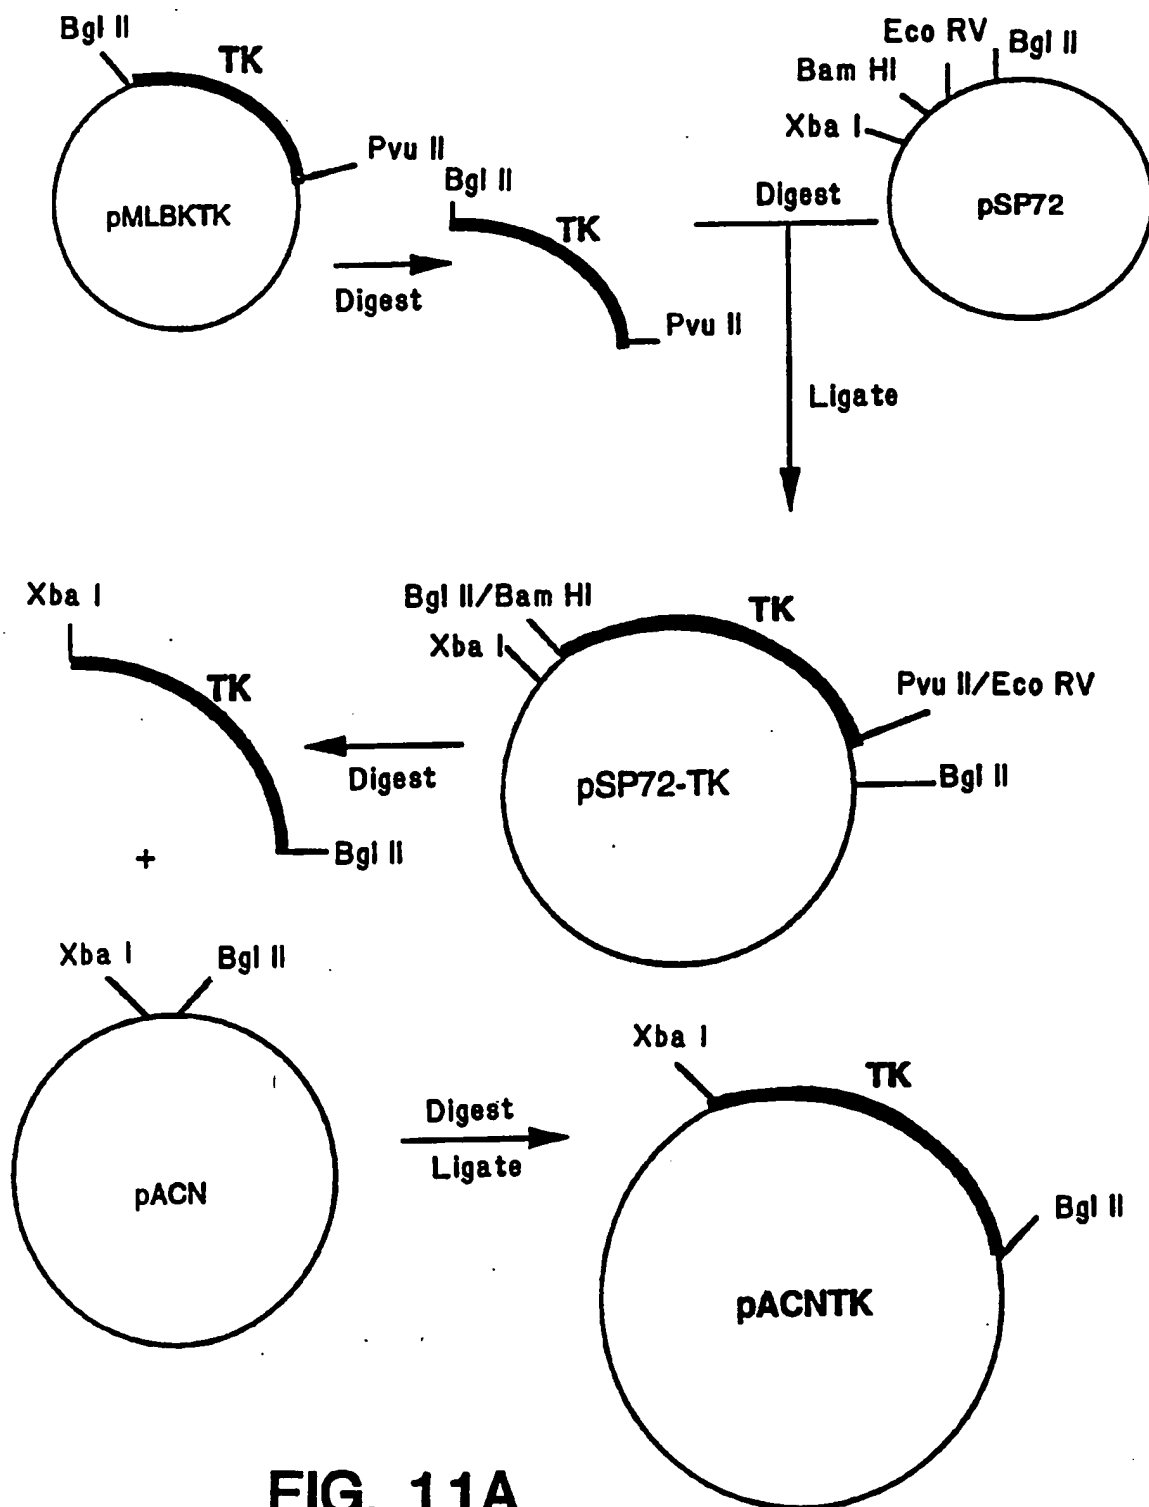 Bgl II
TK
Pvu II
pMLBKTK
Digest
Bgl II
TK
Pvu II
Eco RV
Bgl II
Bam HI
Xba I
pSP72
Digest
Ligate
Xba I
TK
Bgl II
Digest
Bgl II/Bam HI
Xba I
TK
Pvu II/Eco RV
Bgl II
pSP72-TK
+
Xba I
Bgl II
pACN
Digest
Ligate
Xba I
TK
Bgl II
pACNTK
FIG. 11A